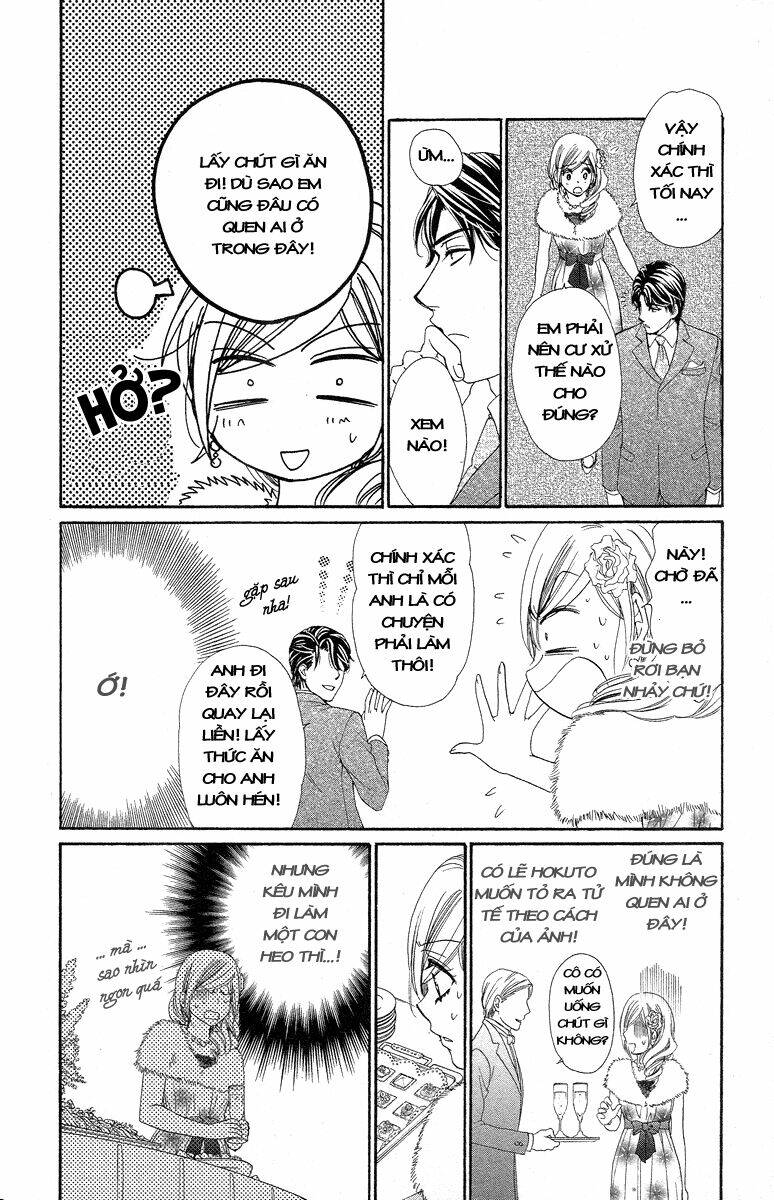 VẬY
CHÍNH
XÁC THÌ
TỐI NAY
...
EM PHẢI
NÊN CƯ XỬ
THẾ NÀO
CHO
ĐÚNG?
ỪM...
XEM
NÀO!
LẤY CHÚT GÌ ĂN
ĐI! DÙ SAO EM
CŨNG ĐÂU CÓ
QUEN AI Ở
TRONG ĐÂY!
HỞ?
NÀY!
CHỜ ĐÃ
...
ĐỪNG BỎ
RƠI BẠN
NHẢY CHỨ!
CHÍNH XÁC
THÌ CHỈ MỖI
ANH LÀ CÓ
CHUYỆN
PHẢI LÀM
THÔI!
gặp sau
nha!
ANH ĐI
ĐÂY RỒI
QUAY LẠI
LIỀN! LẤY
THỨC ĂN
CHO ANH
LUÔN HÉN!
Ớ!
ĐÚNG LÀ
MÌNH KHÔNG
QUEN AI Ở
ĐÂY!
CÓ LẼ HOKUTO
MUỐN TỎ RA TỬ
TẾ THEO CÁCH
CỦA ẢNH!
CÔ CÓ
MUỐN
UỐNG
CHÚT GÌ
KHÔNG?
NHƯNG
KÊU MÌNH
ĐI LÀM
MỘT CON
HEO THÌ...!
... mà ...
sao nhìn
ngon quá